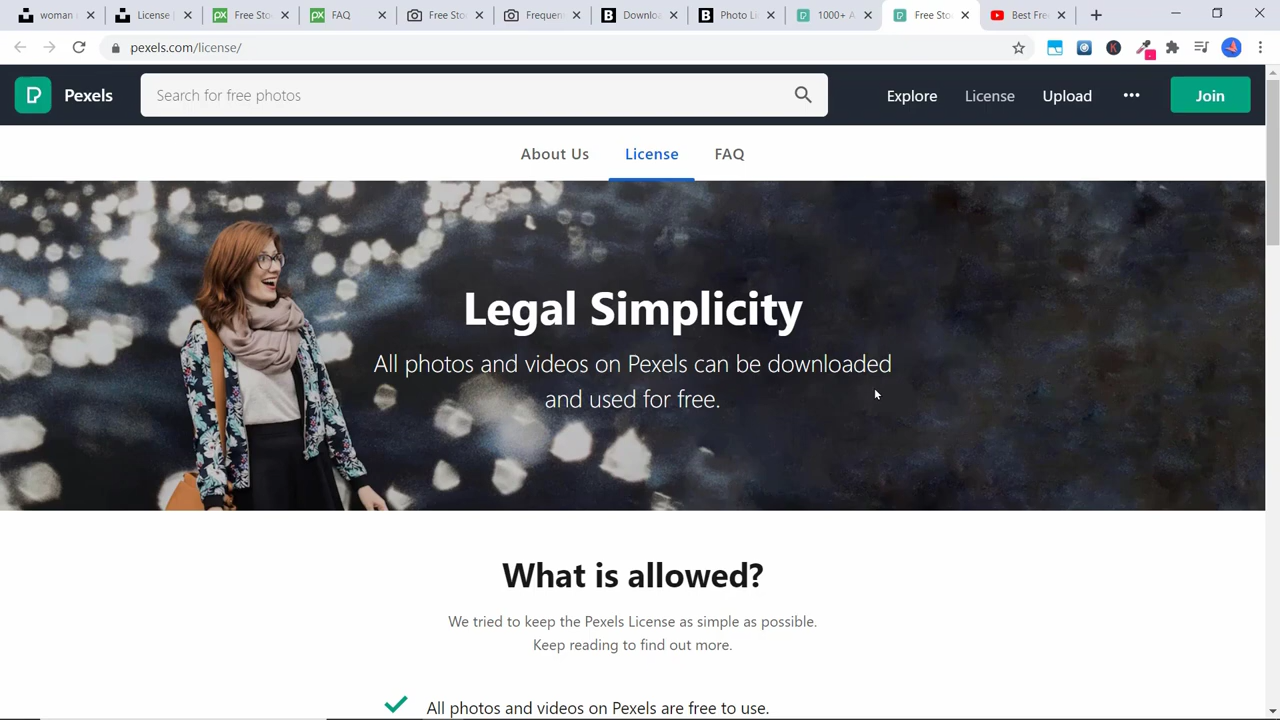 woman
License
Free Sto
FAQ
Free Sto
Frequen
Downlo
Photo L
1000+ A
Free Sto
Best Fre
pexels.com/license/
Pexels
Search for free photos
Explore
License
Upload
Join
About Us
License
FAQ
Legal Simplicity
All photos and videos on Pexels can be downloaded
and used for free.
What is allowed?
We tried to keep the Pexels License as simple as possible.
Keep reading to find out more.
All photos and videos on Pexels are free to use.